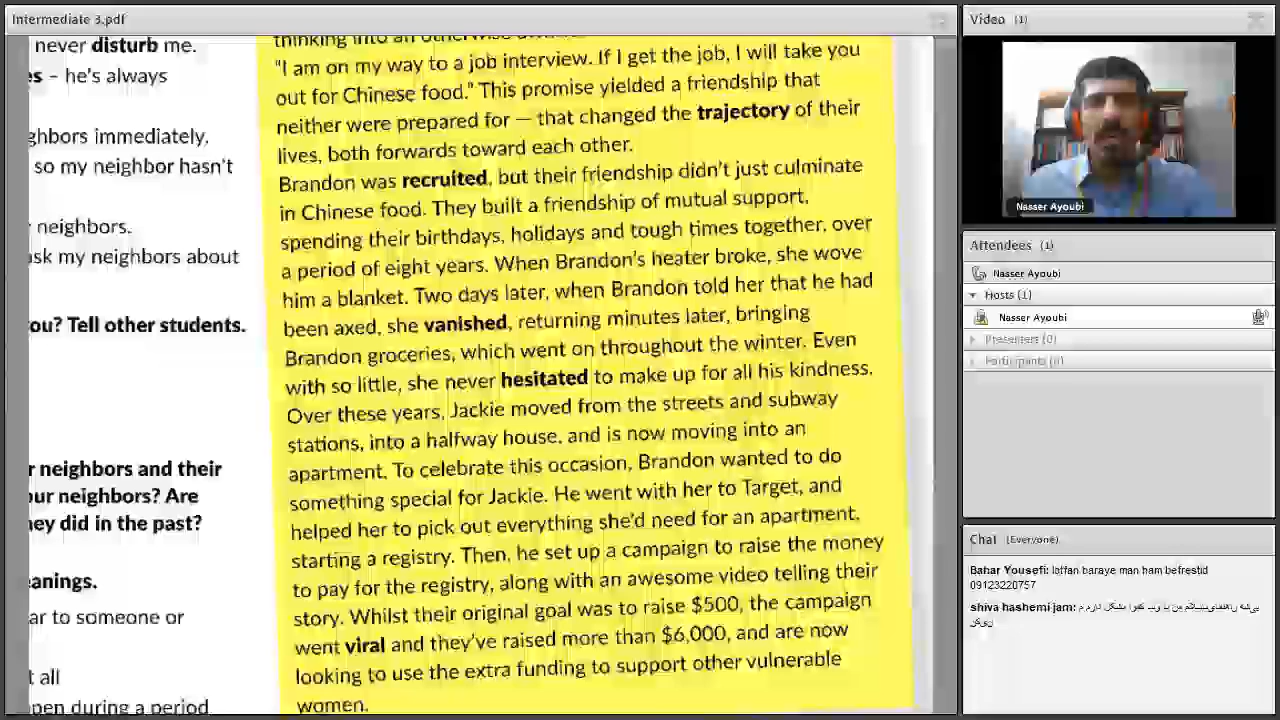 Intermediate 3.pdf
never disturb me.
es – he's always
ghbors immediately.
so my neighbor hasn't
neighbors.
ask my neighbors about
ou? Tell other students.
r neighbors and their
our neighbors? Are
hey did in the past?
eanings.
ar to someone or
t all
open during a period
thinking into an otherwise
"I am on my way to a job interview. If I get the job, I will take you
out for Chinese food." This promise yielded a friendship that
neither were prepared for — that changed the trajectory of their
lives, both forwards toward each other.
Brandon was recruited, but their friendship didn't just culminate
in Chinese food. They built a friendship of mutual support,
spending their birthdays, holidays and tough times together, over
a period of eight years. When Brandon's heater broke, she wove
him a blanket. Two days later, when Brandon told her that he had
been axed, she vanished, returning minutes later, bringing
Brandon groceries, which went on throughout the winter. Even
with so little, she never hesitated to make up for all his kindness.
Over these years, Jackie moved from the streets and subway
stations, into a halfway house, and is now moving into an
apartment. To celebrate this occasion, Brandon wanted to do
something special for Jackie. He went with her to Target, and
helped her to pick out everything she'd need for an apartment,
starting a registry. Then, he set up a campaign to raise the money
to pay for the registry, along with an awesome video telling their
story. Whilst their original goal was to raise $500, the campaign
went viral and they've raised more than $6,000, and are now
looking to use the extra funding to support other vulnerable
women.
Video (1)
Nasser Ayoubi
Attendees (1)
Nasser Ayoubi
Hosts (1)
Nasser Ayoubi
Presenters (0)
Participants (0)
Chat (Everyone)
Bahar Yousefi: lotfan baraye man ham befrestid
09123220757
shiva hashemi jam: